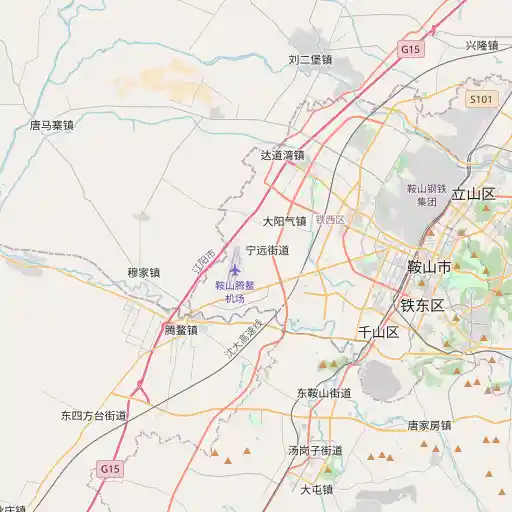 兴隆镇
G15
刘二堡镇
S101
唐马寨镇
达道湾镇
鞍山钢铁
集团
立山区
大阳气镇
铁西区
宁远街道
辽阳市
鞍山市
穆家镇
鞍山腾鳌
机场
铁东区
腾鳌镇
沈大高速线
千山区
东鞍山街道
东四方台街道
唐家房镇
汤岗子街道
G15
大屯镇
庄镇